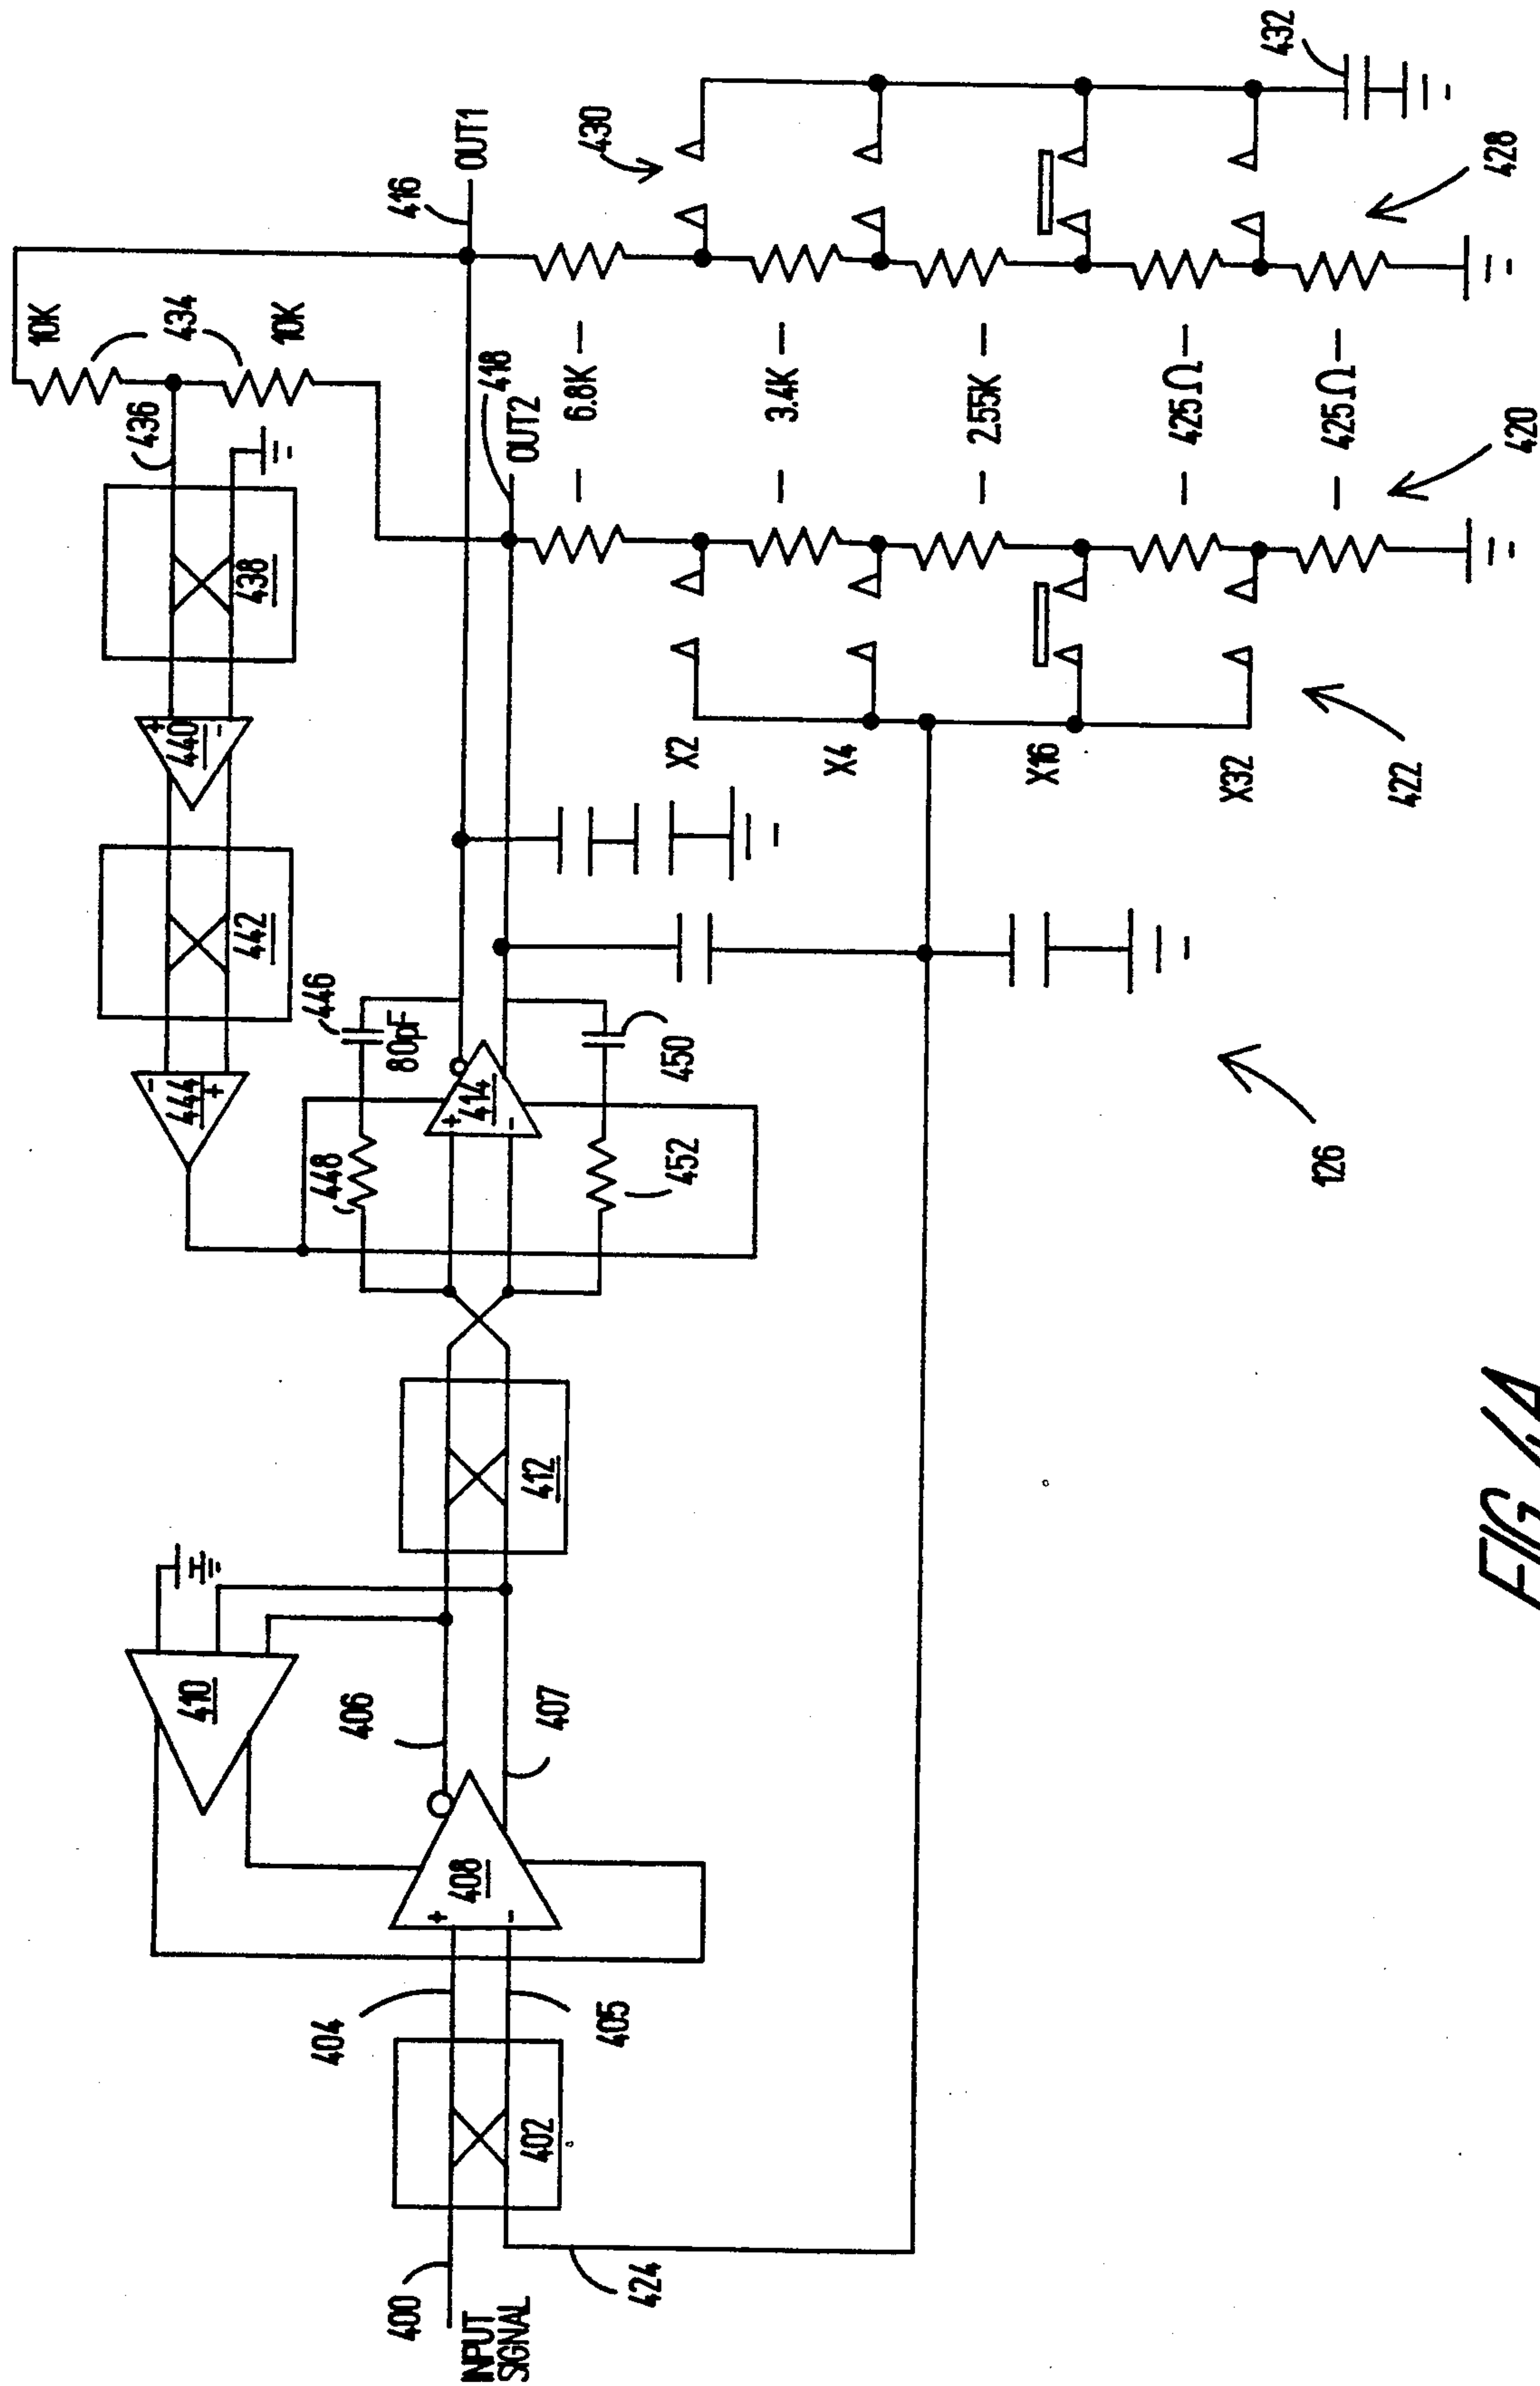 INPUT
SIGNAL
400
402
404
405
424
408
+
-
406
407
410
412
444
-
+
442
440
+
-
438
436
434
10K
10K
446
80pF
448
414
+
-
450
452
416
OUT1
418
OUT2
6.8K
3.4K
2.55K
425Ω
425Ω
X2
X4
X16
X32
430
432
428
420
422
126
FIG. 4A